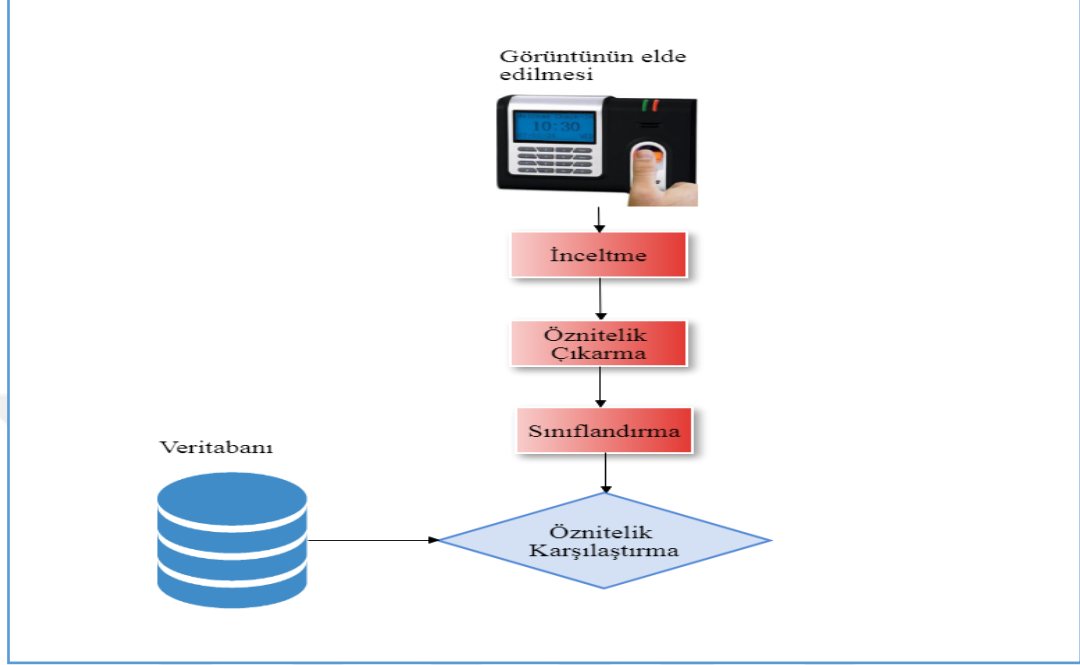 Görüntünün elde
edilmesi
10:30
İnceltme
Öznitelik
Çıkarma
Sınıflandırma
Veritabanı
Öznitelik
Karşılaştırma